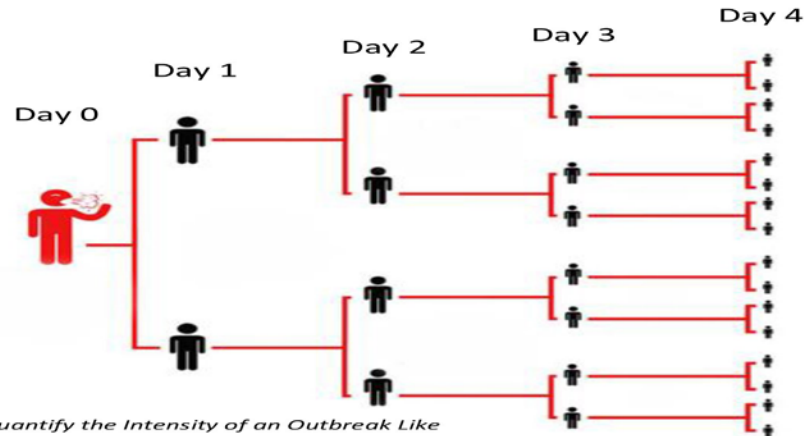 Day 0
Day 1
Day 2
Day 3
Day 4
uantify the Intensity of an Outbreak Like